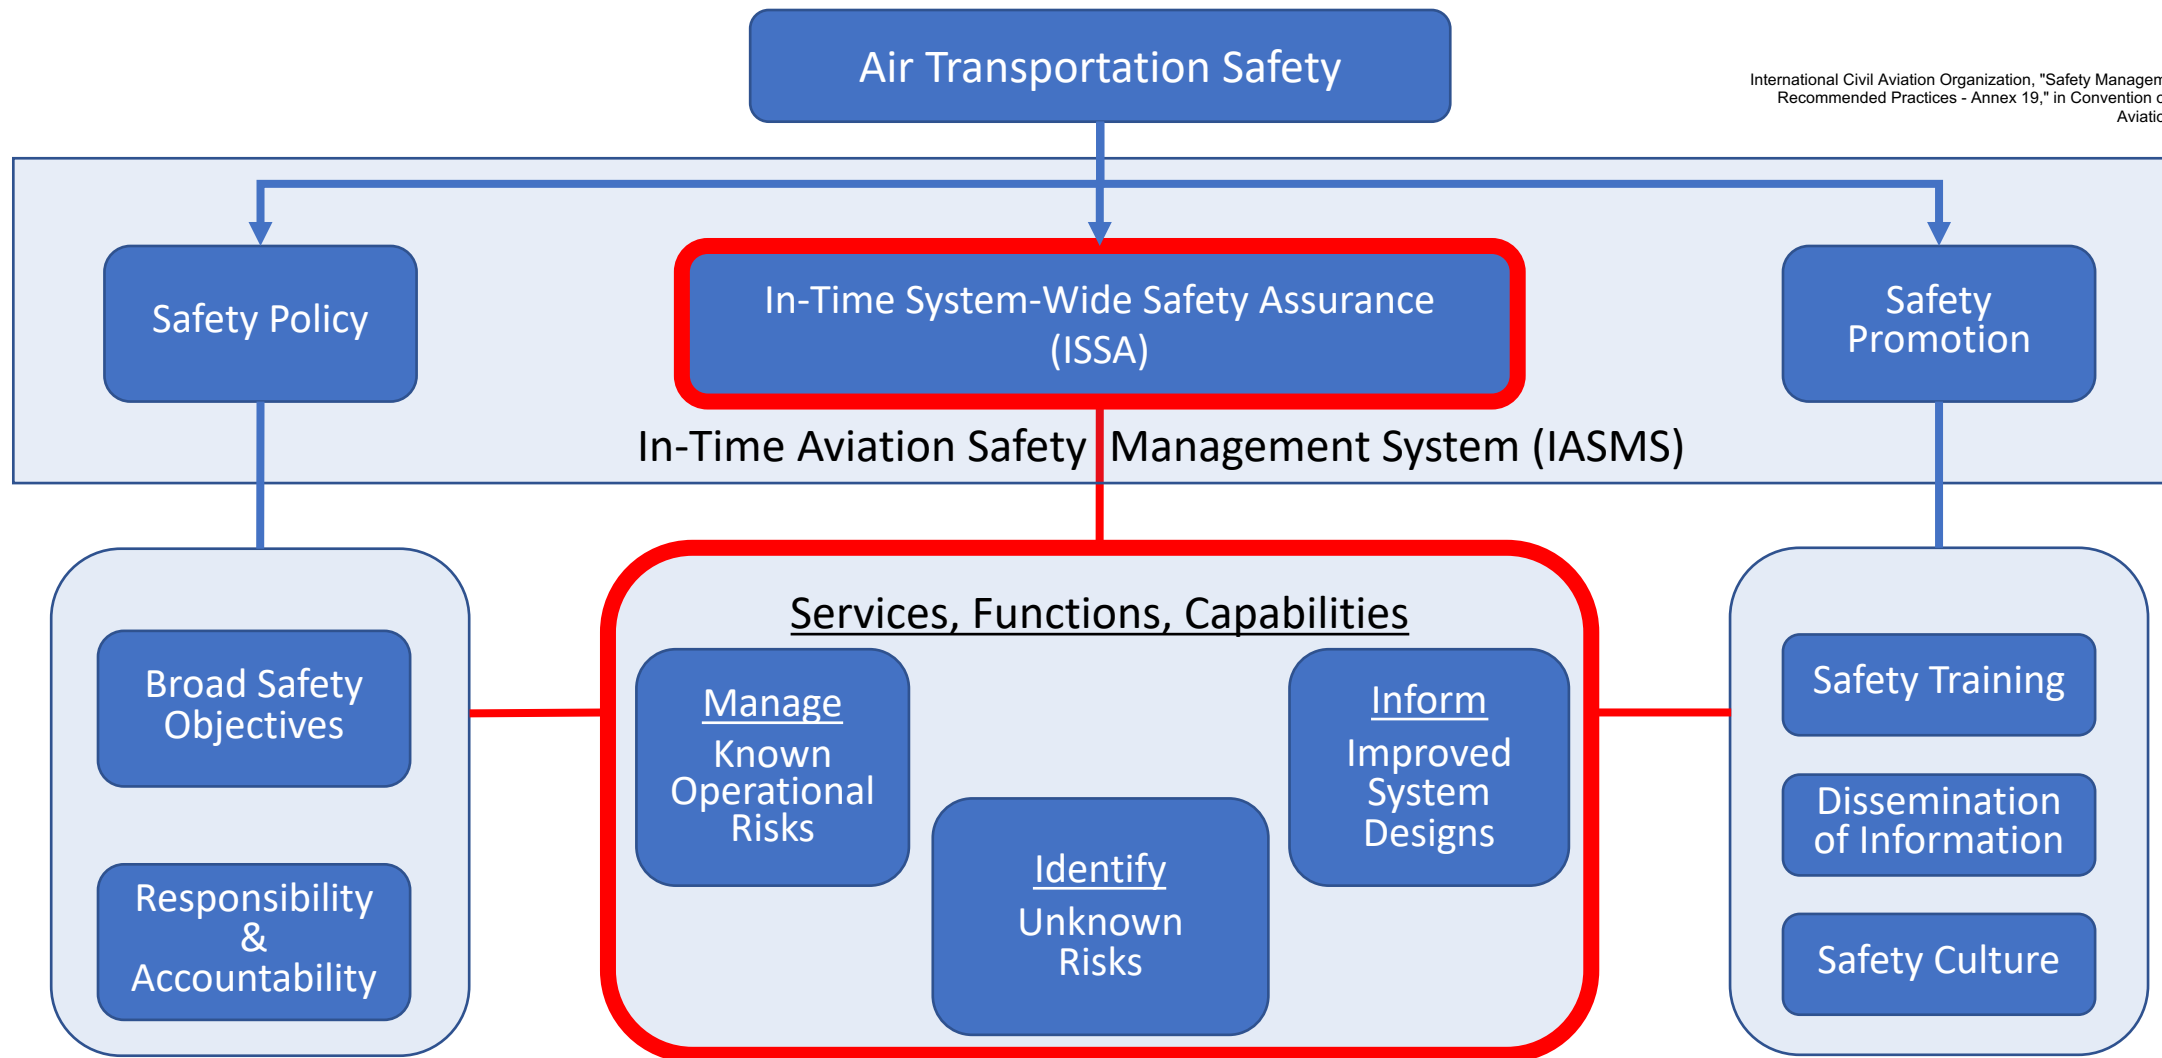 Air Transportation Safety
International Civil Aviation Organization, "Safety Managem
Recommended Practices - Annex 19," in Convention o
Aviatio
Safety Policy
In-Time System-Wide Safety Assurance
(ISSA)
Safety
Promotion
In-Time Aviation Safety Management System (IASMS)
Broad Safety
Objectives
Responsibility
&
Accountability
Services, Functions, Capabilities
Manage
Known
Operational
Risks
Identify
Unknown
Risks
Inform
Improved
System
Designs
Safety Training
Dissemination
of Information
Safety Culture